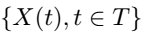 {X(t), t ∈ T}